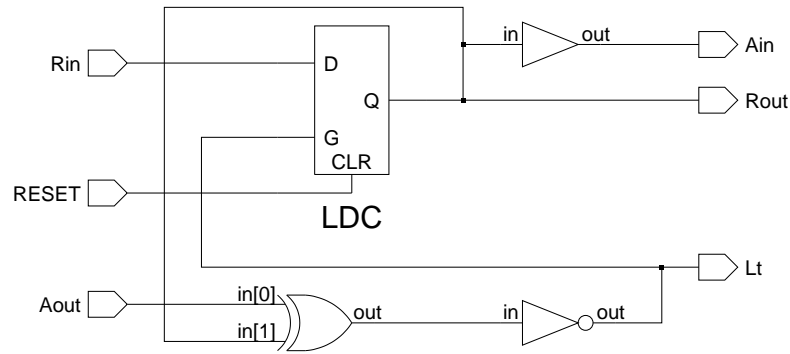 in
out
Ain
Rin
D
Q
Rout
G
CLR
RESET
LDC
Lt
in[0]
Aout
out
in
out
in[1]